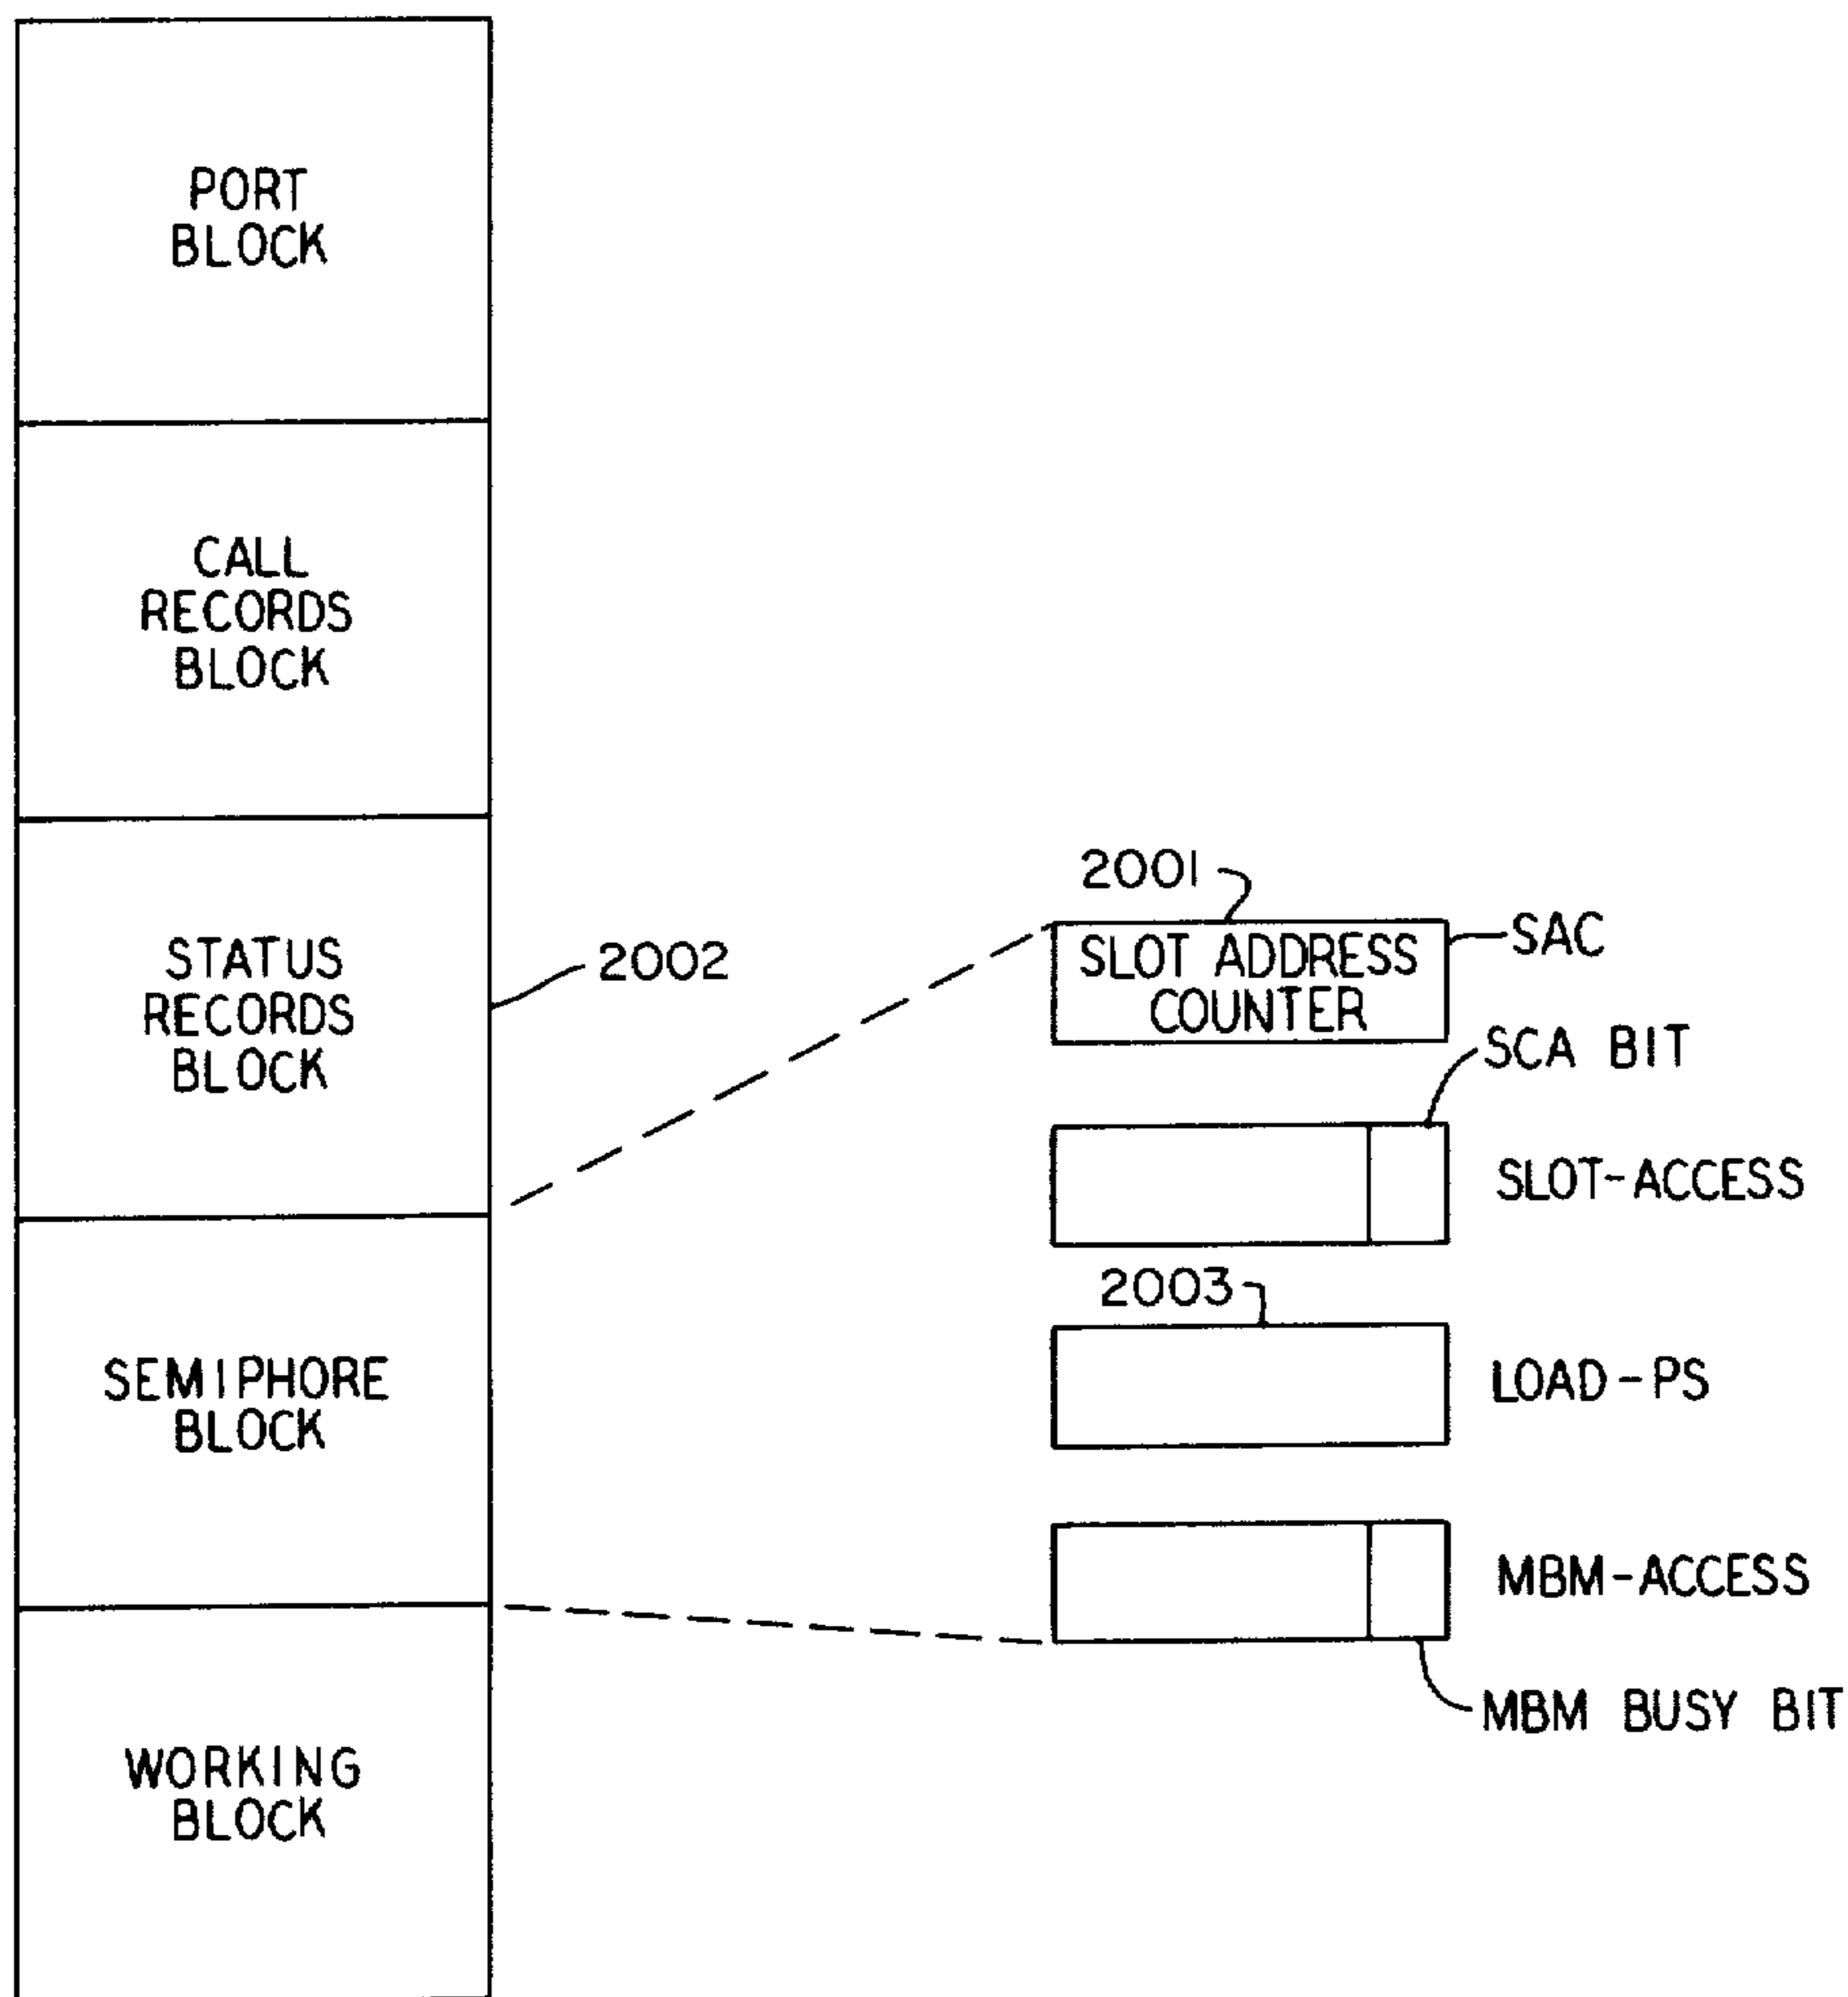 PORT
BLOCK
CALL
RECORDS
BLOCK
STATUS
RECORDS
BLOCK
2002
SEMIPHORE
BLOCK
WORKING
BLOCK
2001
SLOT ADDRESS
COUNTER
SAC
SCA BIT
SLOT-ACCESS
2003
LOAD-PS
MBM-ACCESS
MBM BUSY BIT